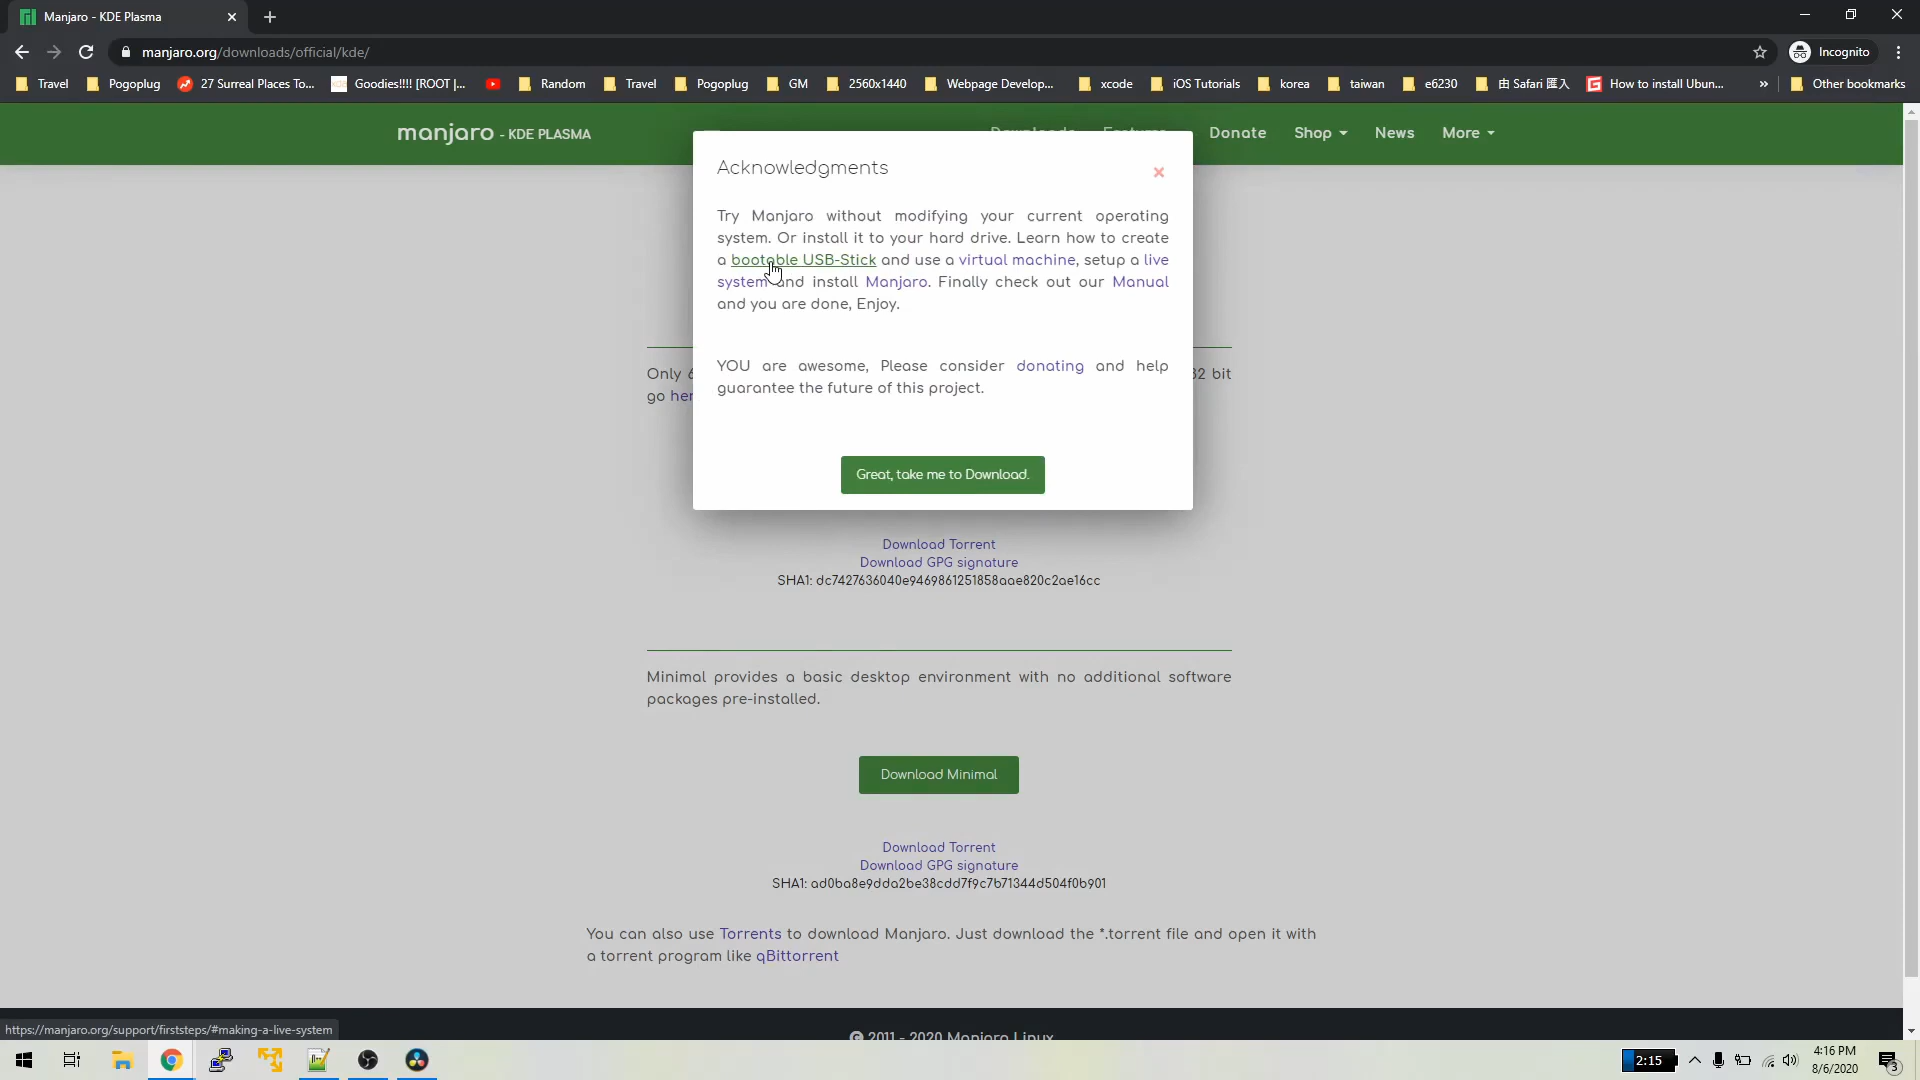 Manjaro - KDE Plasma
manjaro.org/downloads/official/kde/
Incognito
Travel
Pogoplug
27 Surreal Places To...
Goodies!!!! [ROOT |...
Random
Travel
Pogoplug
GM
2560x1440
Webpage Develop...
xcode
iOS Tutorials
korea
taiwan
e6230
由 Safari 匯入
How to install Ubun...
»
Other bookmarks
manjaro - KDE PLASMA
Donate
Shop
News
More
Acknowledgments
Try Manjaro without modifying your current operating
system. Or install it to your hard drive. Learn how to create
a bootable USB-Stick and use a virtual machine, setup a live
system and install Manjaro. Finally check out our Manual
and you are done, Enjoy.
YOU are awesome, Please consider donating and help
guarantee the future of this project.
Great, take me to Download.
Only
bit
go
Download Torrent
Download GPG signature
SHA1: dc7427636040e9469861251858aae820c2ae16cc
Minimal provides a basic desktop environment with no additional software
packages pre-installed.
Download Minimal
Download Torrent
Download GPG signature
SHA1: ad0ba8e9dda2be38cdd7f9c7b71344d504f0b901
You can also use Torrents to download Manjaro. Just download the *.torrent file and open it with
a torrent program like qBittorrent
© 2011 - 2020 Manjaro Linux
https://manjaro.org/support/firststeps/#making-a-live-system
2:15
4:16 PM
8/6/2020
3